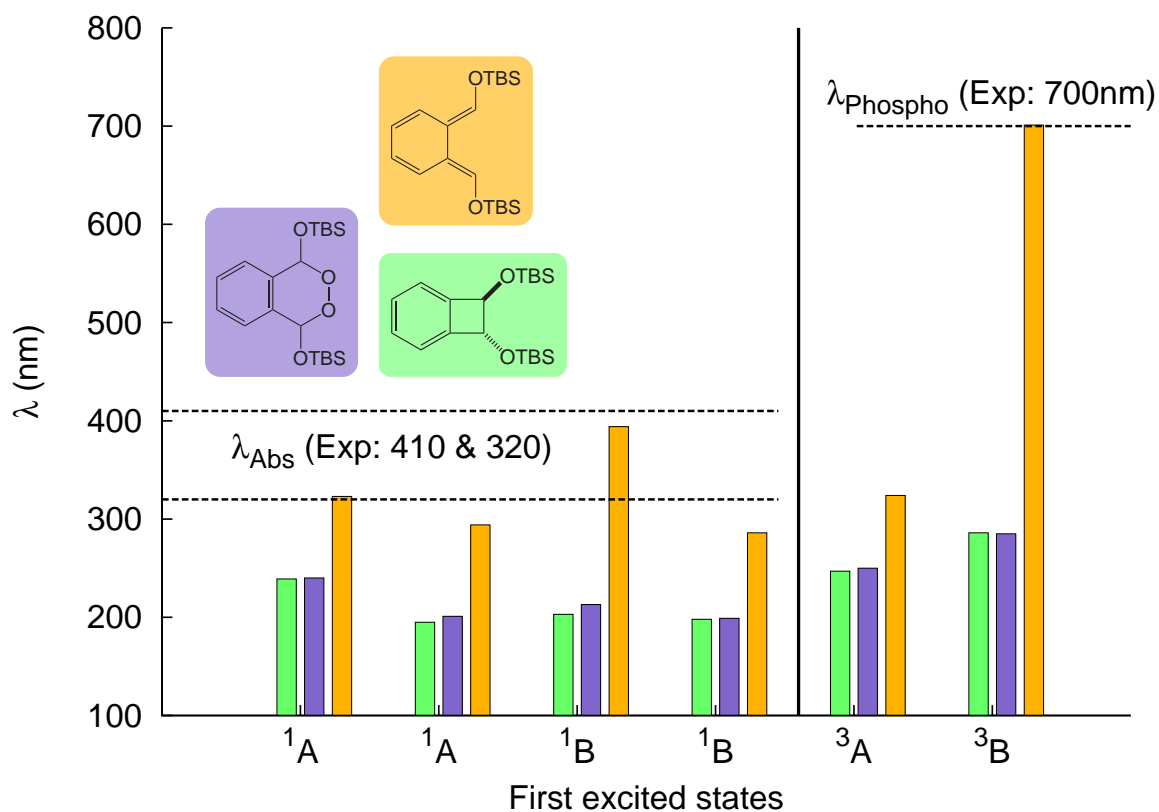 800
700
600
500
400
300
200
100
λ (nm)
OTBS
OTBS
OTBS
O
O
OTBS
OTBS
OTBS
λPhospho (Exp: 700nm)
λAbs (Exp: 410 & 320)
1A
1A
1B
1B
3A
3B
First excited states